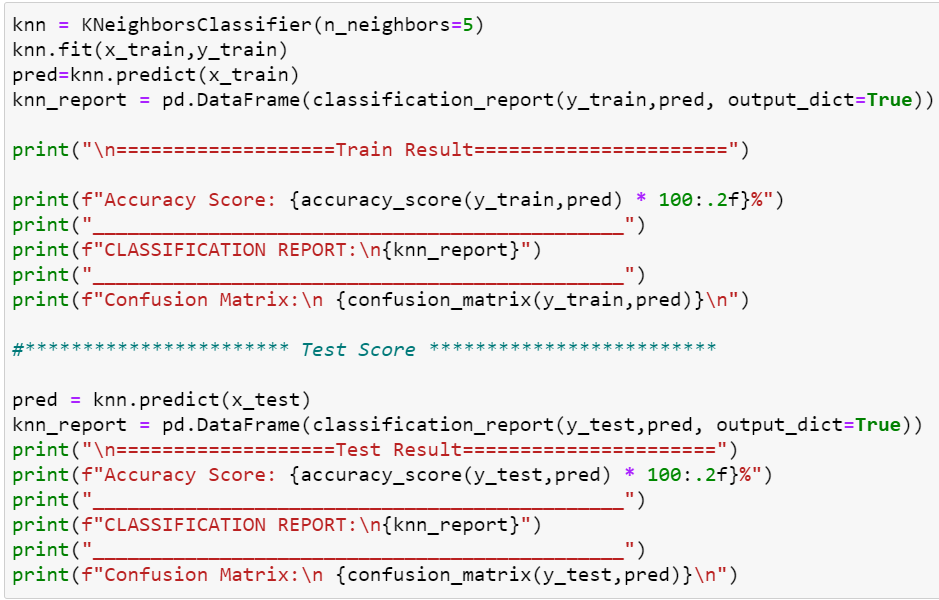 knn = KNeighborsClassifier(n_neighbors=5)
knn.fit(x_train,y_train)
pred=knn.predict(x_train)
knn_report = pd.DataFrame(classification_report(y_train,pred, output_dict=True))
print("\n===================Train Result======================")
print(f"Accuracy Score: {accuracy_score(y_train,pred) * 100:.2f}%")
print("______________________________________________")
print(f"CLASSIFICATION REPORT:\n{knn_report}")
print("______________________________________________")
print(f"Confusion Matrix:\n {confusion_matrix(y_train,pred)}\n")
#*********************** Test Score *************************
pred = knn.predict(x_test)
knn_report = pd.DataFrame(classification_report(y_test,pred, output_dict=True))
print("\n===================Test Result======================")
print(f"Accuracy Score: {accuracy_score(y_test,pred) * 100:.2f}%")
print("______________________________________________")
print(f"CLASSIFICATION REPORT:\n{knn_report}")
print("______________________________________________")
print(f"Confusion Matrix:\n {confusion_matrix(y_test,pred)}\n")